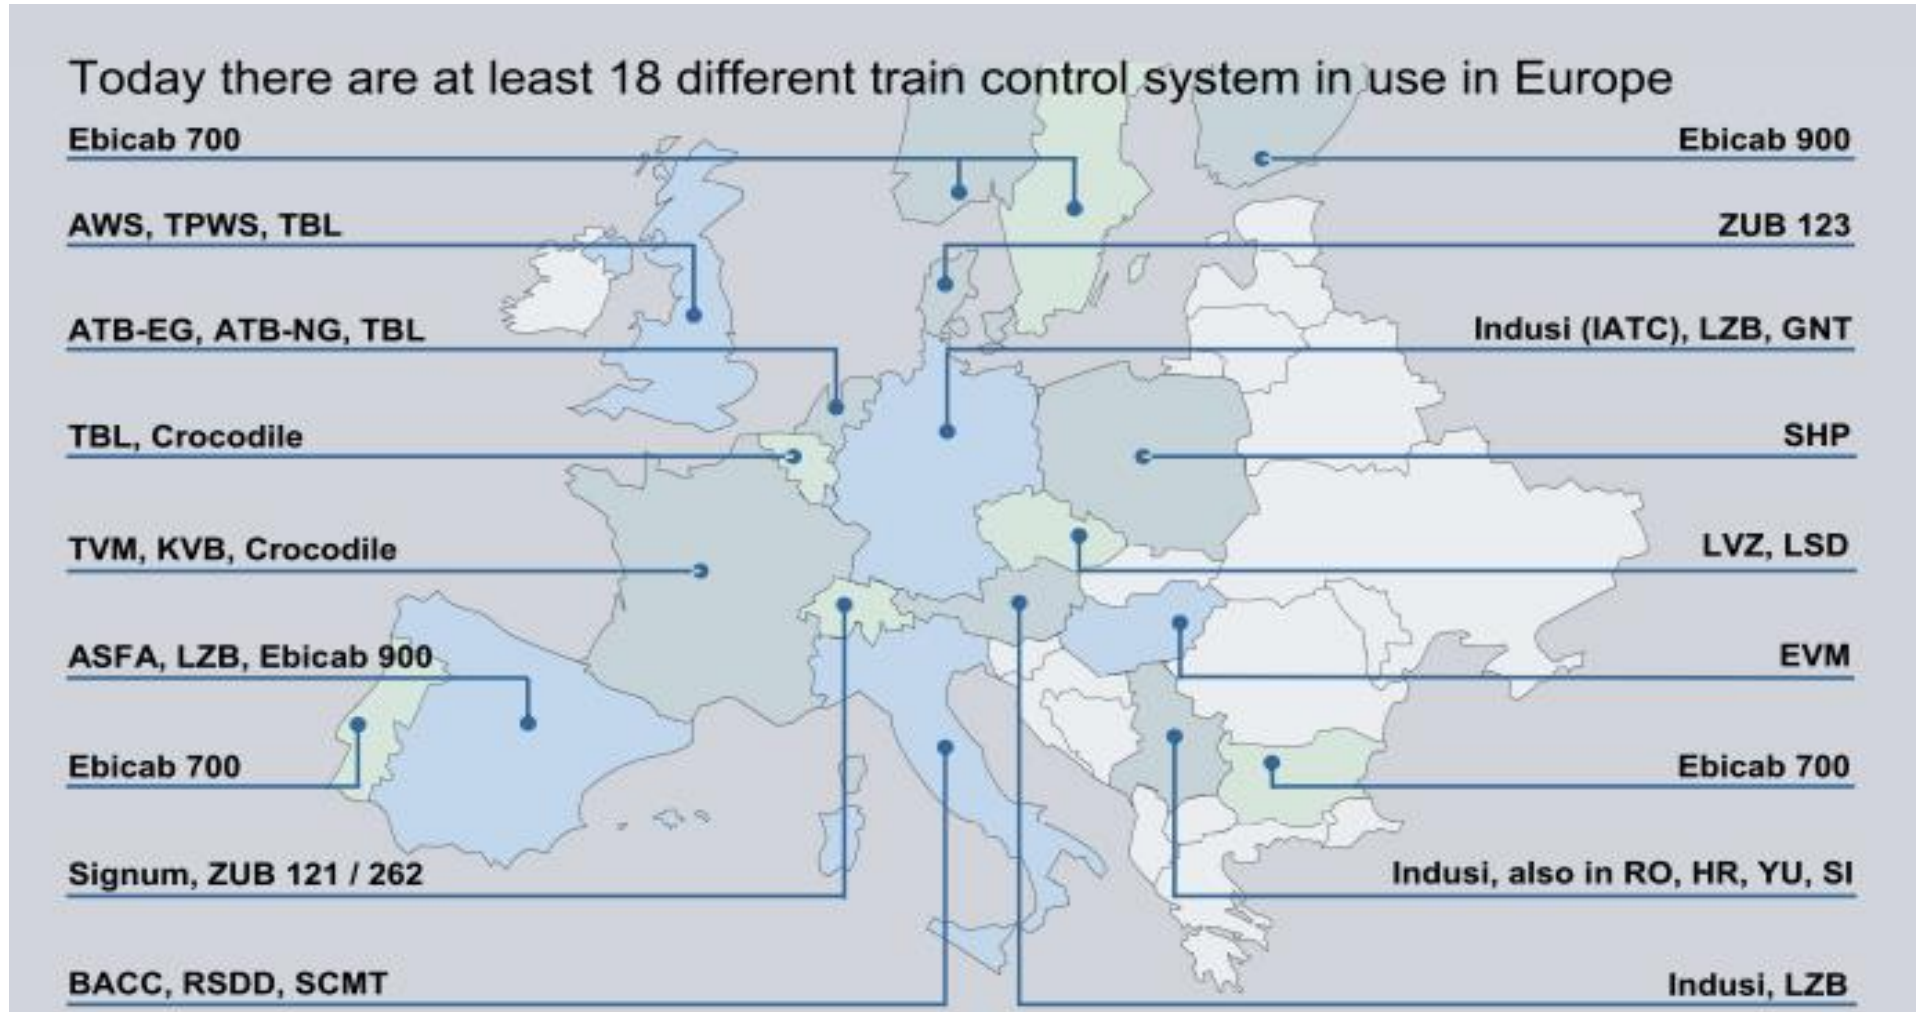 Today there are at least 18 different train control system in use in Europe
Ebicab 700
AWS, TPWS, TBL
ATB-EG, ATB-NG, TBL
TBL, Crocodile
TVM, KVB, Crocodile
ASFA, LZB, Ebicab 900
Ebicab 700
Signum, ZUB 121 / 262
BACC, RSDD, SCMT
Ebicab 900
ZUB 123
Indusi (IATC), LZB, GNT
SHP
LVZ, LSD
EVM
Ebicab 700
Indusi, also in RO, HR, YU, SI
Indusi, LZB